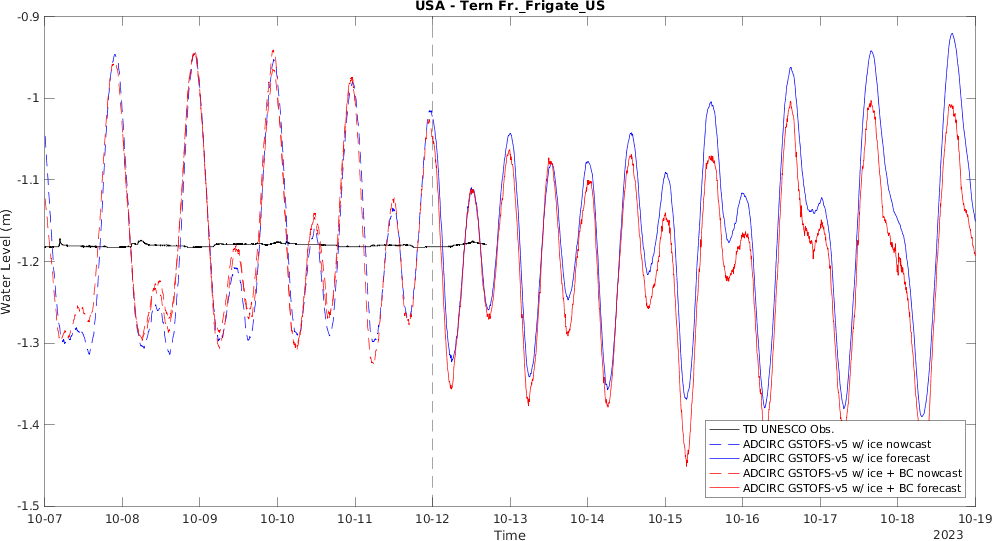 USA - Tern Fr._Frigate_US
-0.9
-1
-1.1
-1.2
-1.3
-1.4
-1.5
Water Level (m)
TD UNESCO Obs.
ADCIRC GSTOFS-v5 w/ ice nowcast
ADCIRC GSTOFS-v5 w/ ice forecast
ADCIRC GSTOFS-v5 w/ ice + BC nowcast
ADCIRC GSTOFS-v5 w/ ice + BC forecast
10-07 10-08 10-09 10-10 10-11 10-12 10-13 10-14 10-15 10-16 10-17 10-18 10-19
Time
2023